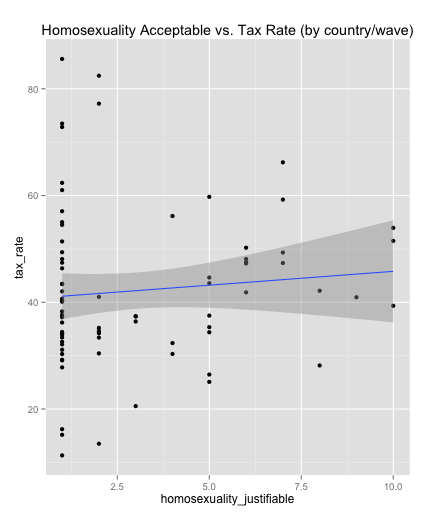 Homosexuality Acceptable vs. Tax Rate (by country/wave)
80
60
40
20
tax_rate
2.5 5.0 7.5 10.0
homosexuality_justifiable